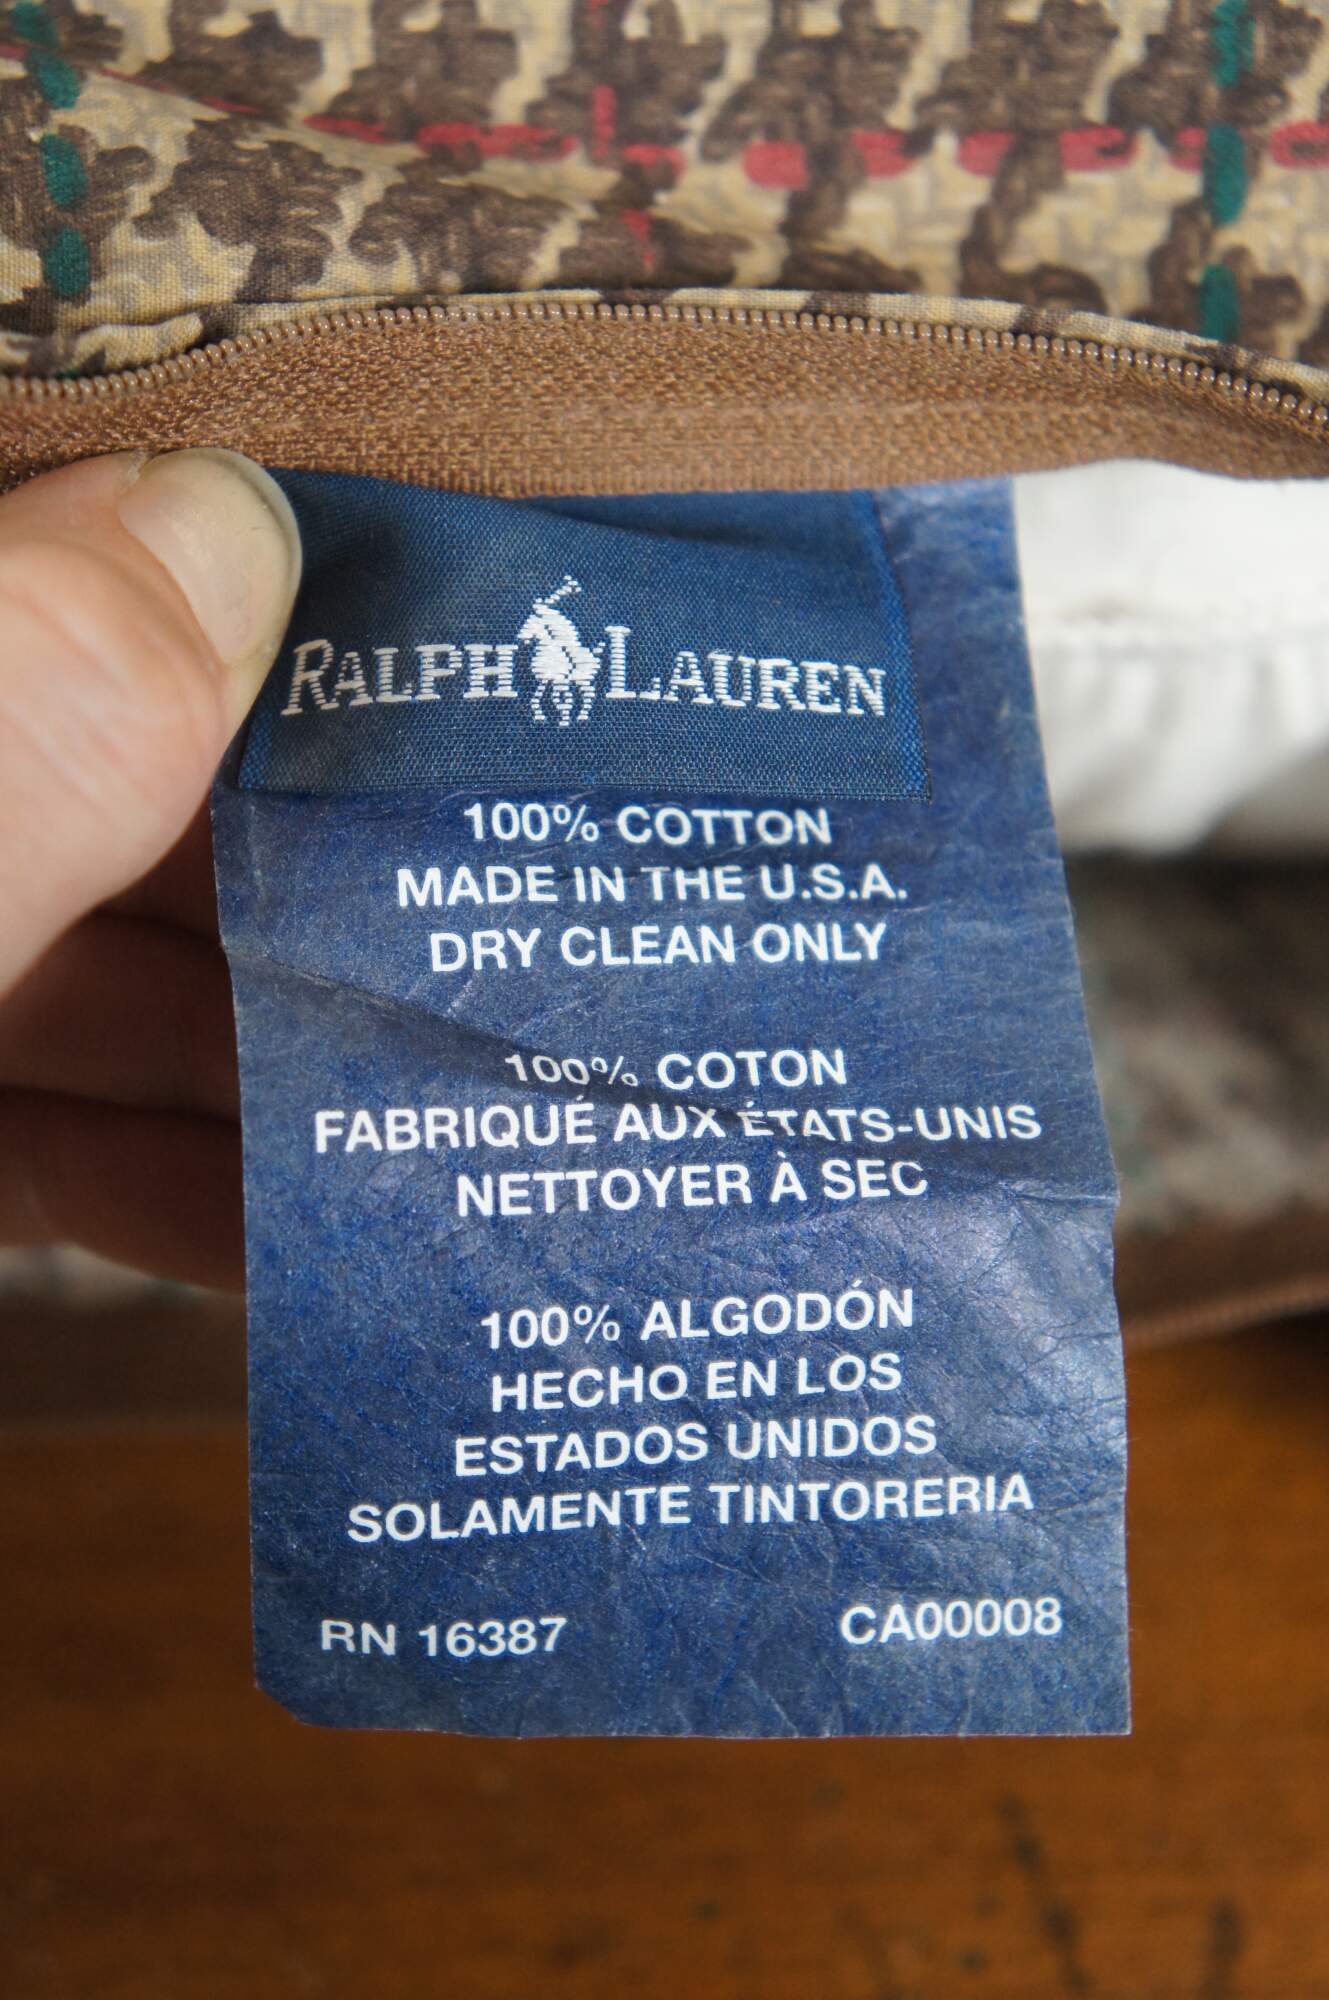 RALPH LAUREN
100% COTTON
MADE IN THE U.S.A.
DRY CLEAN ONLY
100% COTON
FABRIQUÉ AUX ÉTATS-UNIS
NETTOYER À SEC
100% ALGODÓN
HECHO EN LOS
ESTADOS UNIDOS
SOLAMENTE TINTORERIA
RN 16387 CA00008